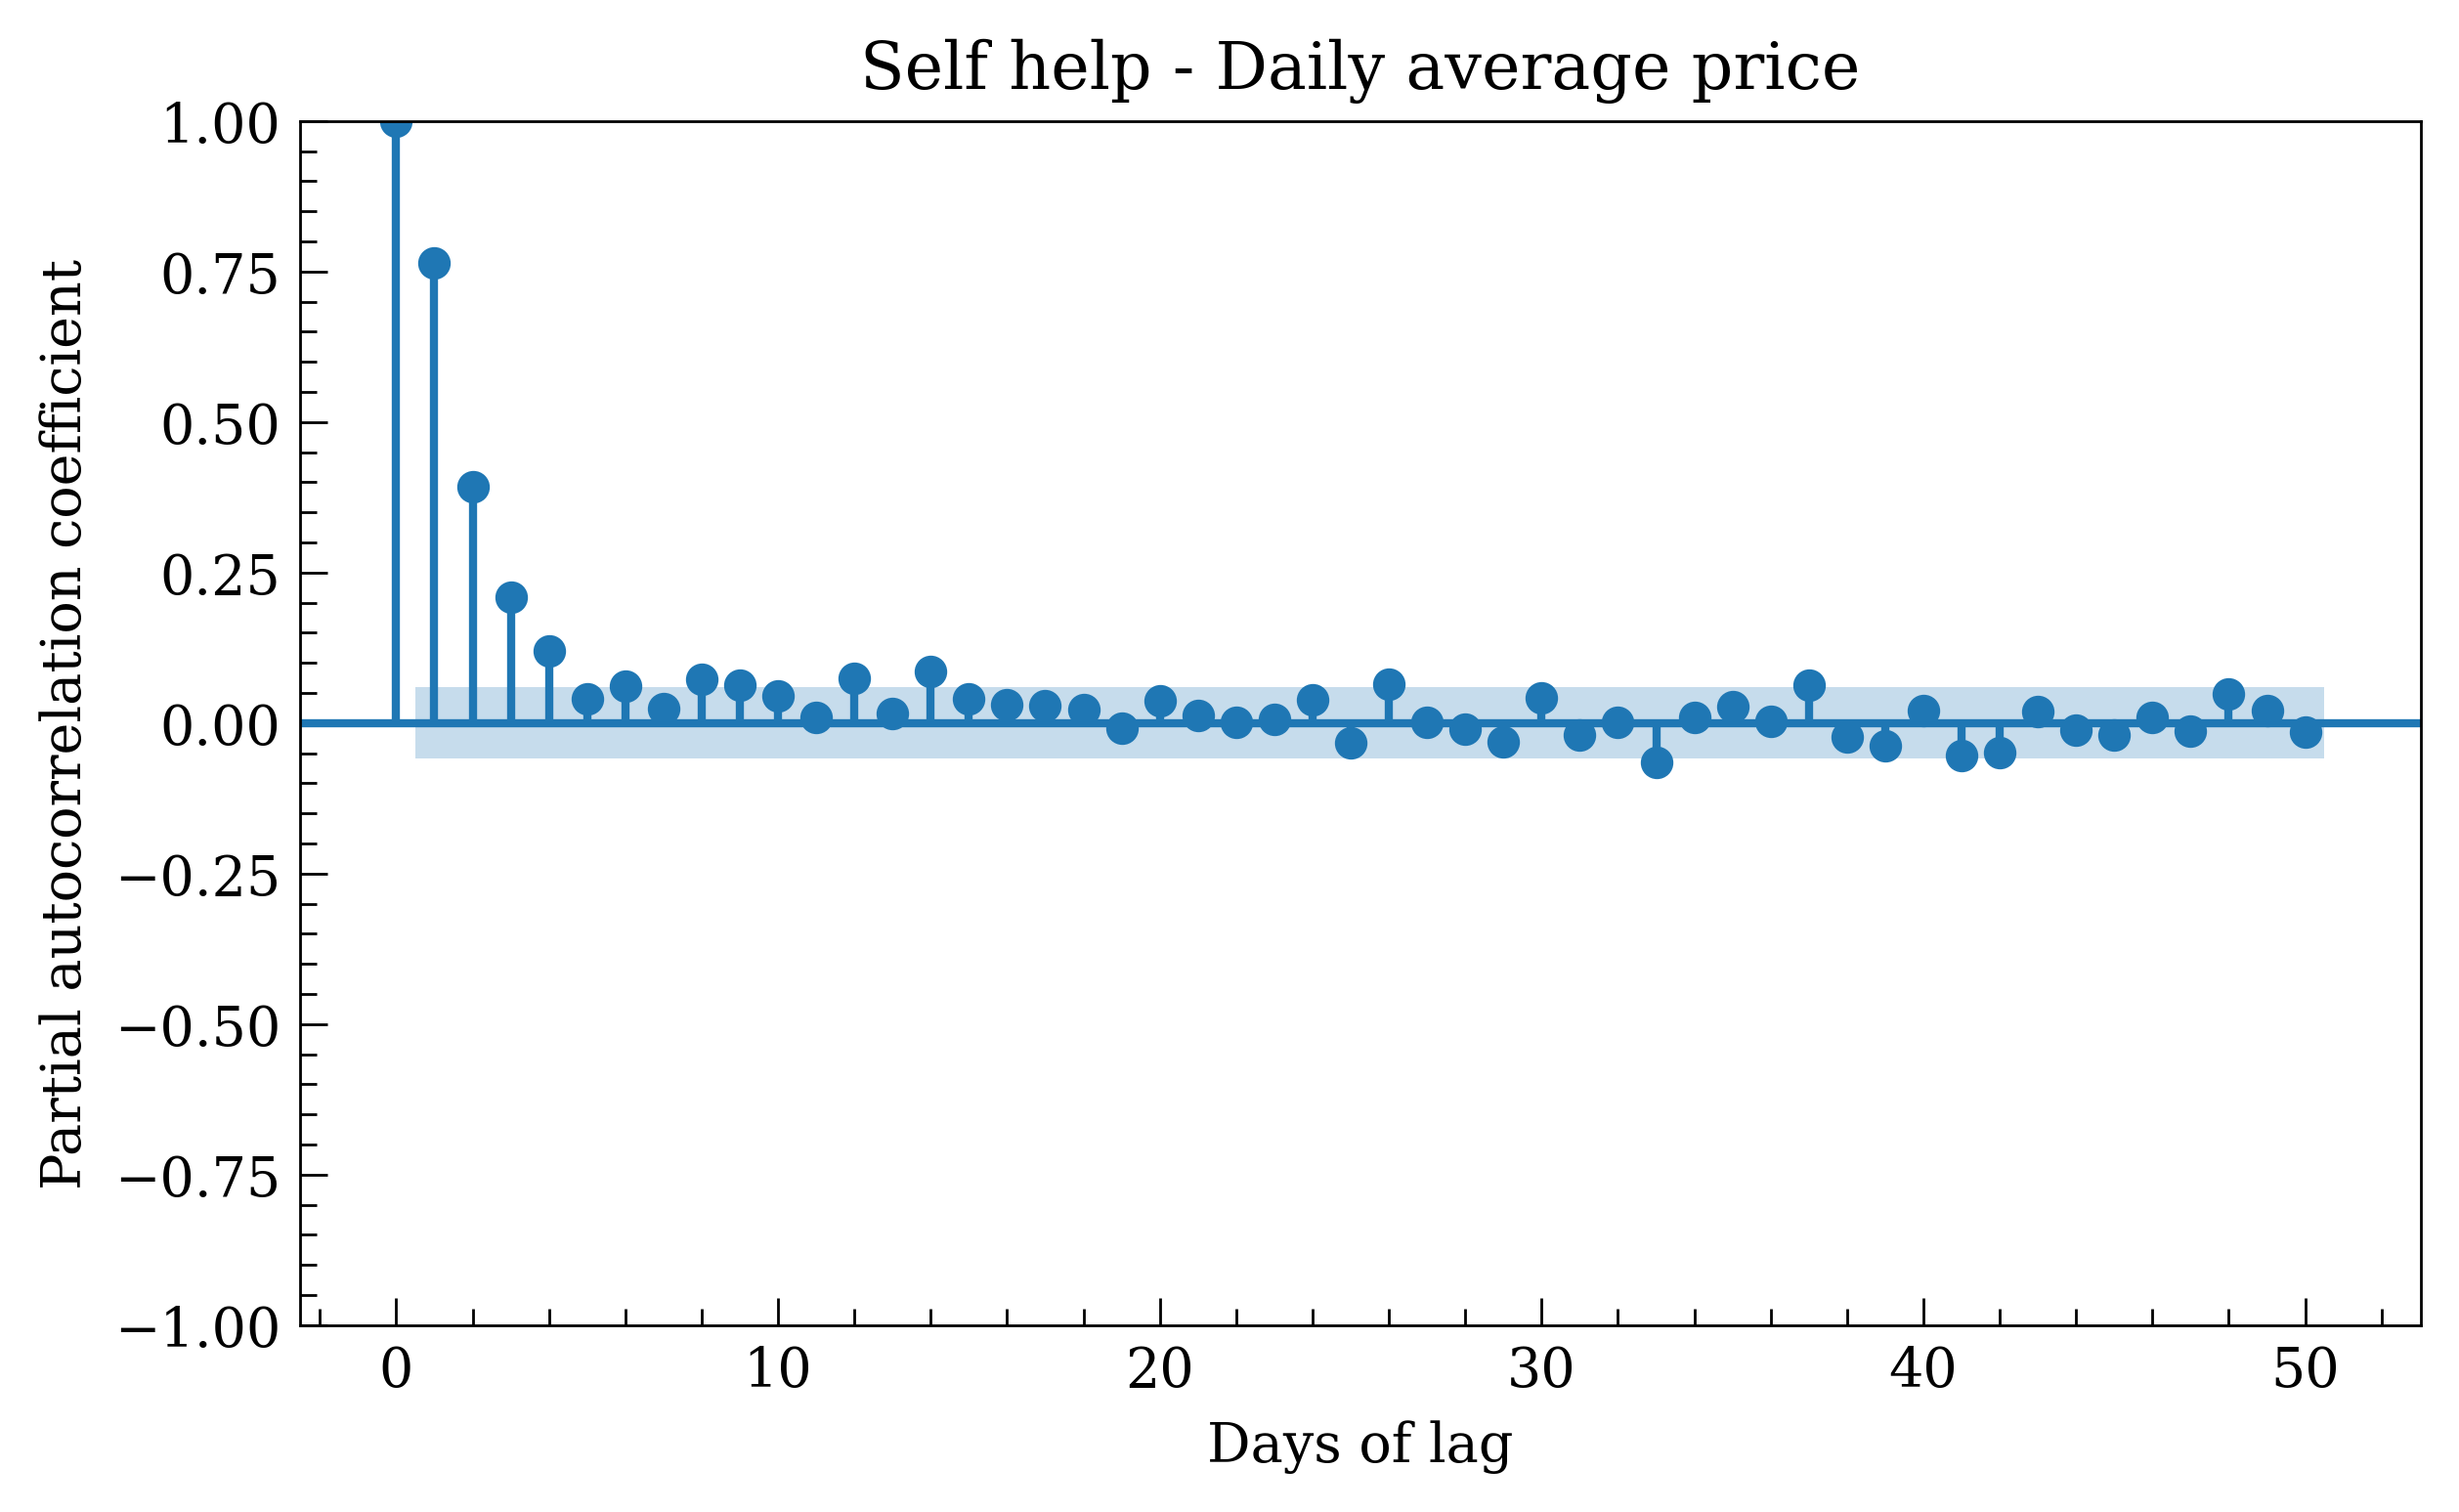 Self help - Daily average price
Partial autocorrelation coefficient
1.00
0.75
0.50
0.25
0.00
−0.25
−0.50
−0.75
−1.00
0 10 20 30 40 50
Days of lag